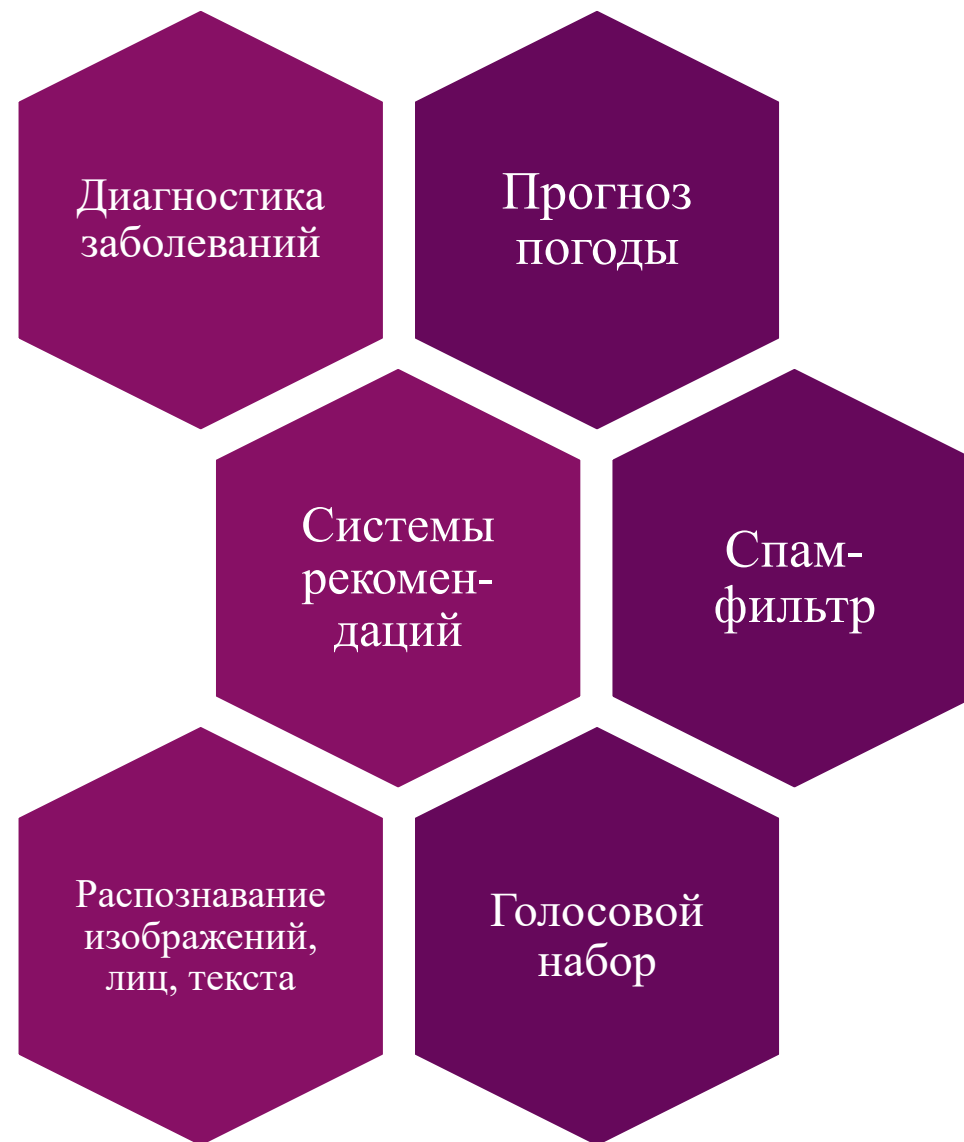 Диагностика
заболеваний
Прогноз
погоды
Системы
рекомен-
даций
Спам-
фильтр
Распознавание
изображений,
лиц, текста
Голосовой
набор